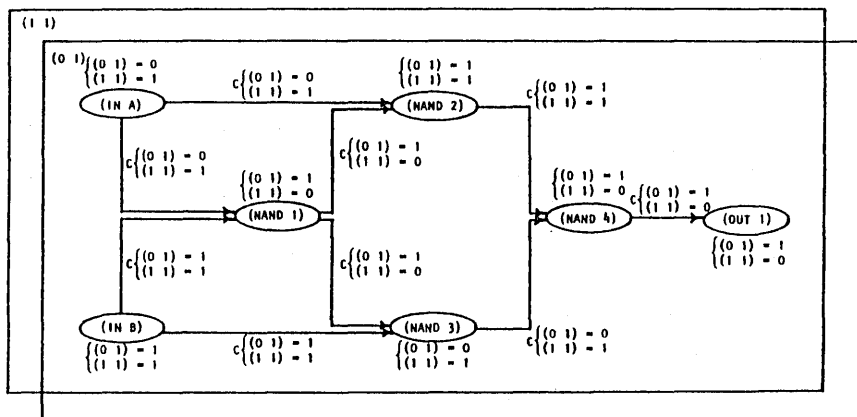 (1 1)
(0 1)
{(0 1) = 0
(1 1) = 1
(IN A)
C{(0 1) = 0
(1 1) = 1
{(0 1) = 1
(1 1) = 1
(NAND 2)
C{(0 1) = 1
(1 1) = 1
C{(0 1) = 0
(1 1) = 1
{(0 1) = 1
(1 1) = 0
(NAND 1)
C{(0 1) = 1
(1 1) = 0
{(0 1) = 1
(1 1) = 0
(NAND 4)
C{(0 1) = 1
(1 1) = 0
(OUT 1)
{(0 1) = 1
(1 1) = 0
C{(0 1) = 1
(1 1) = 1
C{(0 1) = 1
(1 1) = 0
(IN B)
{(0 1) = 1
(1 1) = 1
C{(0 1) = 1
(1 1) = 1
(NAND 3)
{(0 1) = 0
(1 1) = 1
C{(0 1) = 0
(1 1) = 1